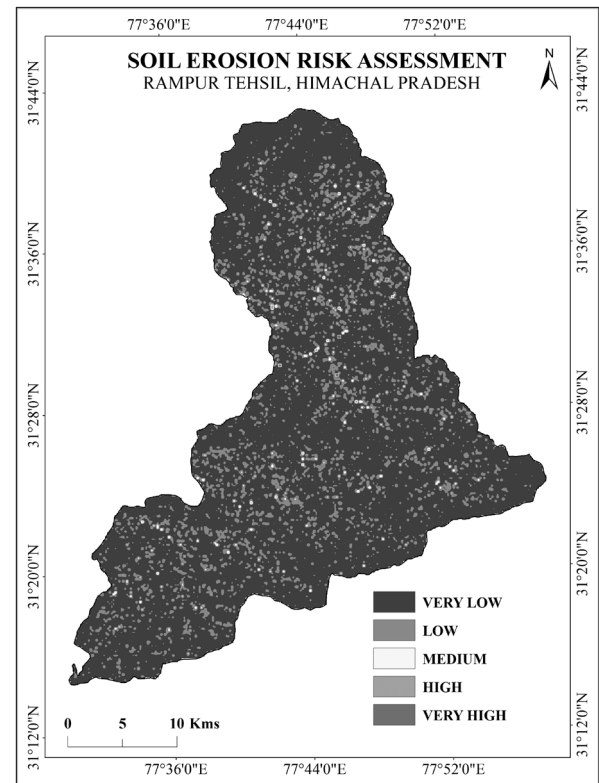 77°36'0"E 77°44'0"E 77°52'0"E
SOIL EROSION RISK ASSESSMENT
RAMPUR TEHSIL, HIMACHAL PRADESH
N
31°44'0"N 31°44'0"N
31°36'0"N 31°36'0"N
31°28'0"N 31°28'0"N
31°20'0"N 31°20'0"N
VERY LOW
LOW
MEDIUM
HIGH
VERY HIGH
0 5 10 Kms
31°12'0"N 31°12'0"N
77°36'0"E 77°44'0"E 77°52'0"E